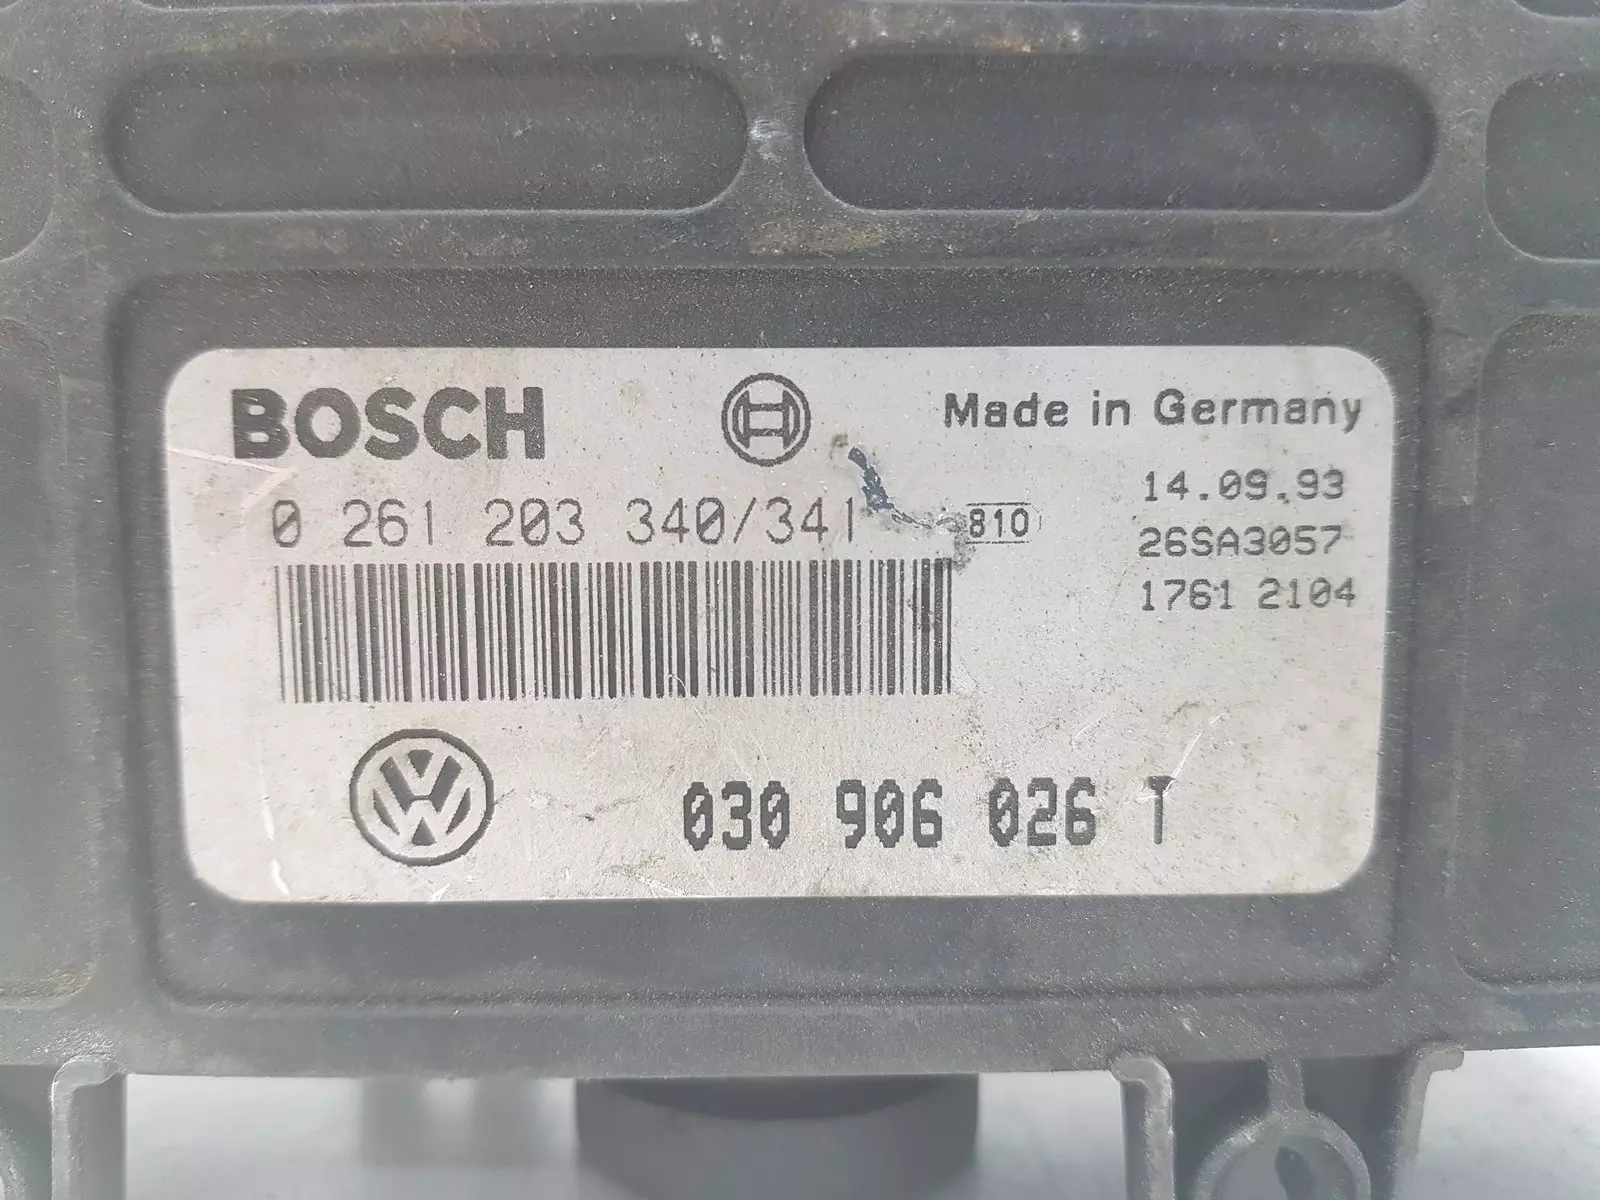 BOSCH
Made in Germany
0 261 203 340/341
810
14.09.93
26SA3057
1761 2104
030 906 026 T